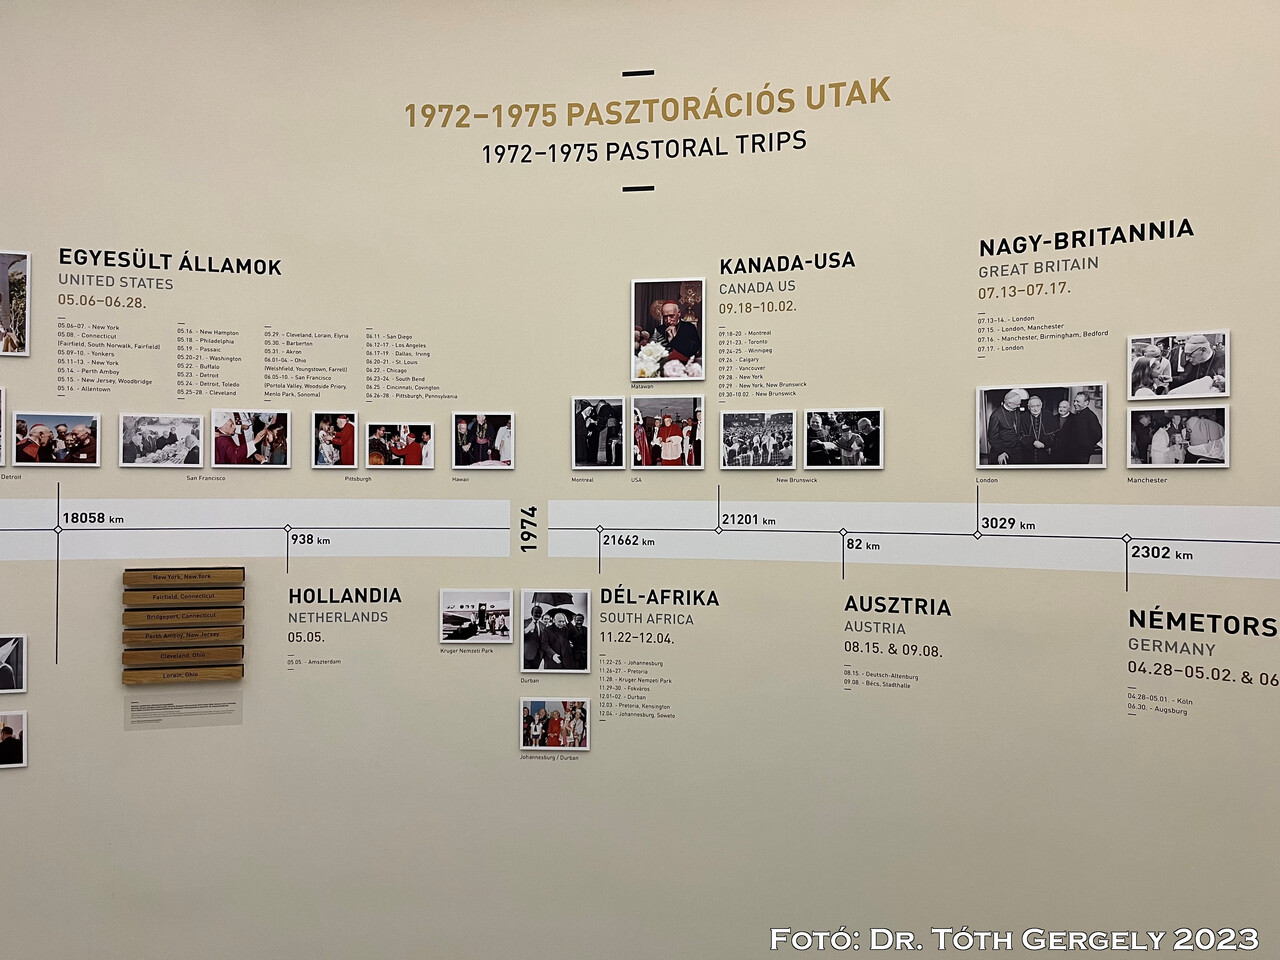 1972–1975 PASZTORÁCIÓS UTAK
1972–1975 PASTORAL TRIPS
EGYESÜLT ÁLLAMOK
UNITED STATES
05.06–06.28.
05.06-07. - New York
05.08. - Connecticut
(Fairfield, South Norwalk, Fairfield)
05.09-10. - Yonkers
05.11-13. - New York
05.14. - Perth Amboy
05.15. - New Jersey, Woodbridge
05.16. - Allentown
05.16. - New Hampton
05.18. - Philadelphia
05.19. - Passaic
05.20-21. - Washington
05.22. - Buffalo
05.23. - Detroit
05.24. - Detroit, Toledo
05.25-28. - Cleveland
05.29. - Cleveland, Lorain, Elyria
05.30. - Barberton
05.31. - Akron
06.01-04. - Ohio
(Welshfield, Youngstown, Farrell)
06.05-10. - San Francisco
(Portola Valley, Woodside Priory,
Menlo Park, Sonoma)
06.11. - San Diego
06.12-17. - Los Angeles
06.17-19. - Dallas, Irving
06.20-21. - St. Louis
06.22. - Chicago
06.23-24. - South Bend
06.25. - Cincinnati, Covington
06.26-28. - Pittsburgh, Pennsylvania
Detroit
San Francisco
Pittsburgh
Hawaii
KANADA-USA
CANADA US
09.18–10.02.
09.18-20. - Montreal
09.21-23. - Toronto
09.24-25. - Winnipeg
09.26. - Calgary
09.27. - Vancouver
09.28. - New York
09.29. - New York, New Brunswick
09.30-10.02. - New Brunswick
Matawan
Montreal
USA
New Brunswick
NAGY-BRITANNIA
GREAT BRITAIN
07.13–07.17.
07.13-14. - London
07.15. - London, Manchester
07.16. - Manchester, Birmingham, Bedford
07.17. - London
London
Manchester
18058 km
938 km
1974
21662 km
21201 km
82 km
3029 km
2302 km
New York, New York
Fairfield, Connecticut
Bridgeport, Connecticut
Perth Amboy, New Jersey
Cleveland, Ohio
Lorain, Ohio
HOLLANDIA
NETHERLANDS
05.05.
05.05. - Amszterdam
Kruger Nemzeti Park
Durban
Johannesburg / Durban
DÉL-AFRIKA
SOUTH AFRICA
11.22–12.04.
11.22-25. - Johannesburg
11.26-27. - Pretoria
11.28. - Kruger Nemzeti Park
11.29-30. - Fokváros
12.01-02. - Durban
12.03. - Pretoria, Kensington
12.04. - Johannesburg, Soweto
AUSZTRIA
AUSTRIA
08.15. & 09.08.
08.15. - Deutsch-Altenburg
09.08. - Bécs, Stadthalle
NÉMETORS
GERMANY
04.28–05.02. & 06
04.28-05.01. - Köln
06.30. - Augsburg
FOTÓ: DR. TÓTH GERGELY 2023